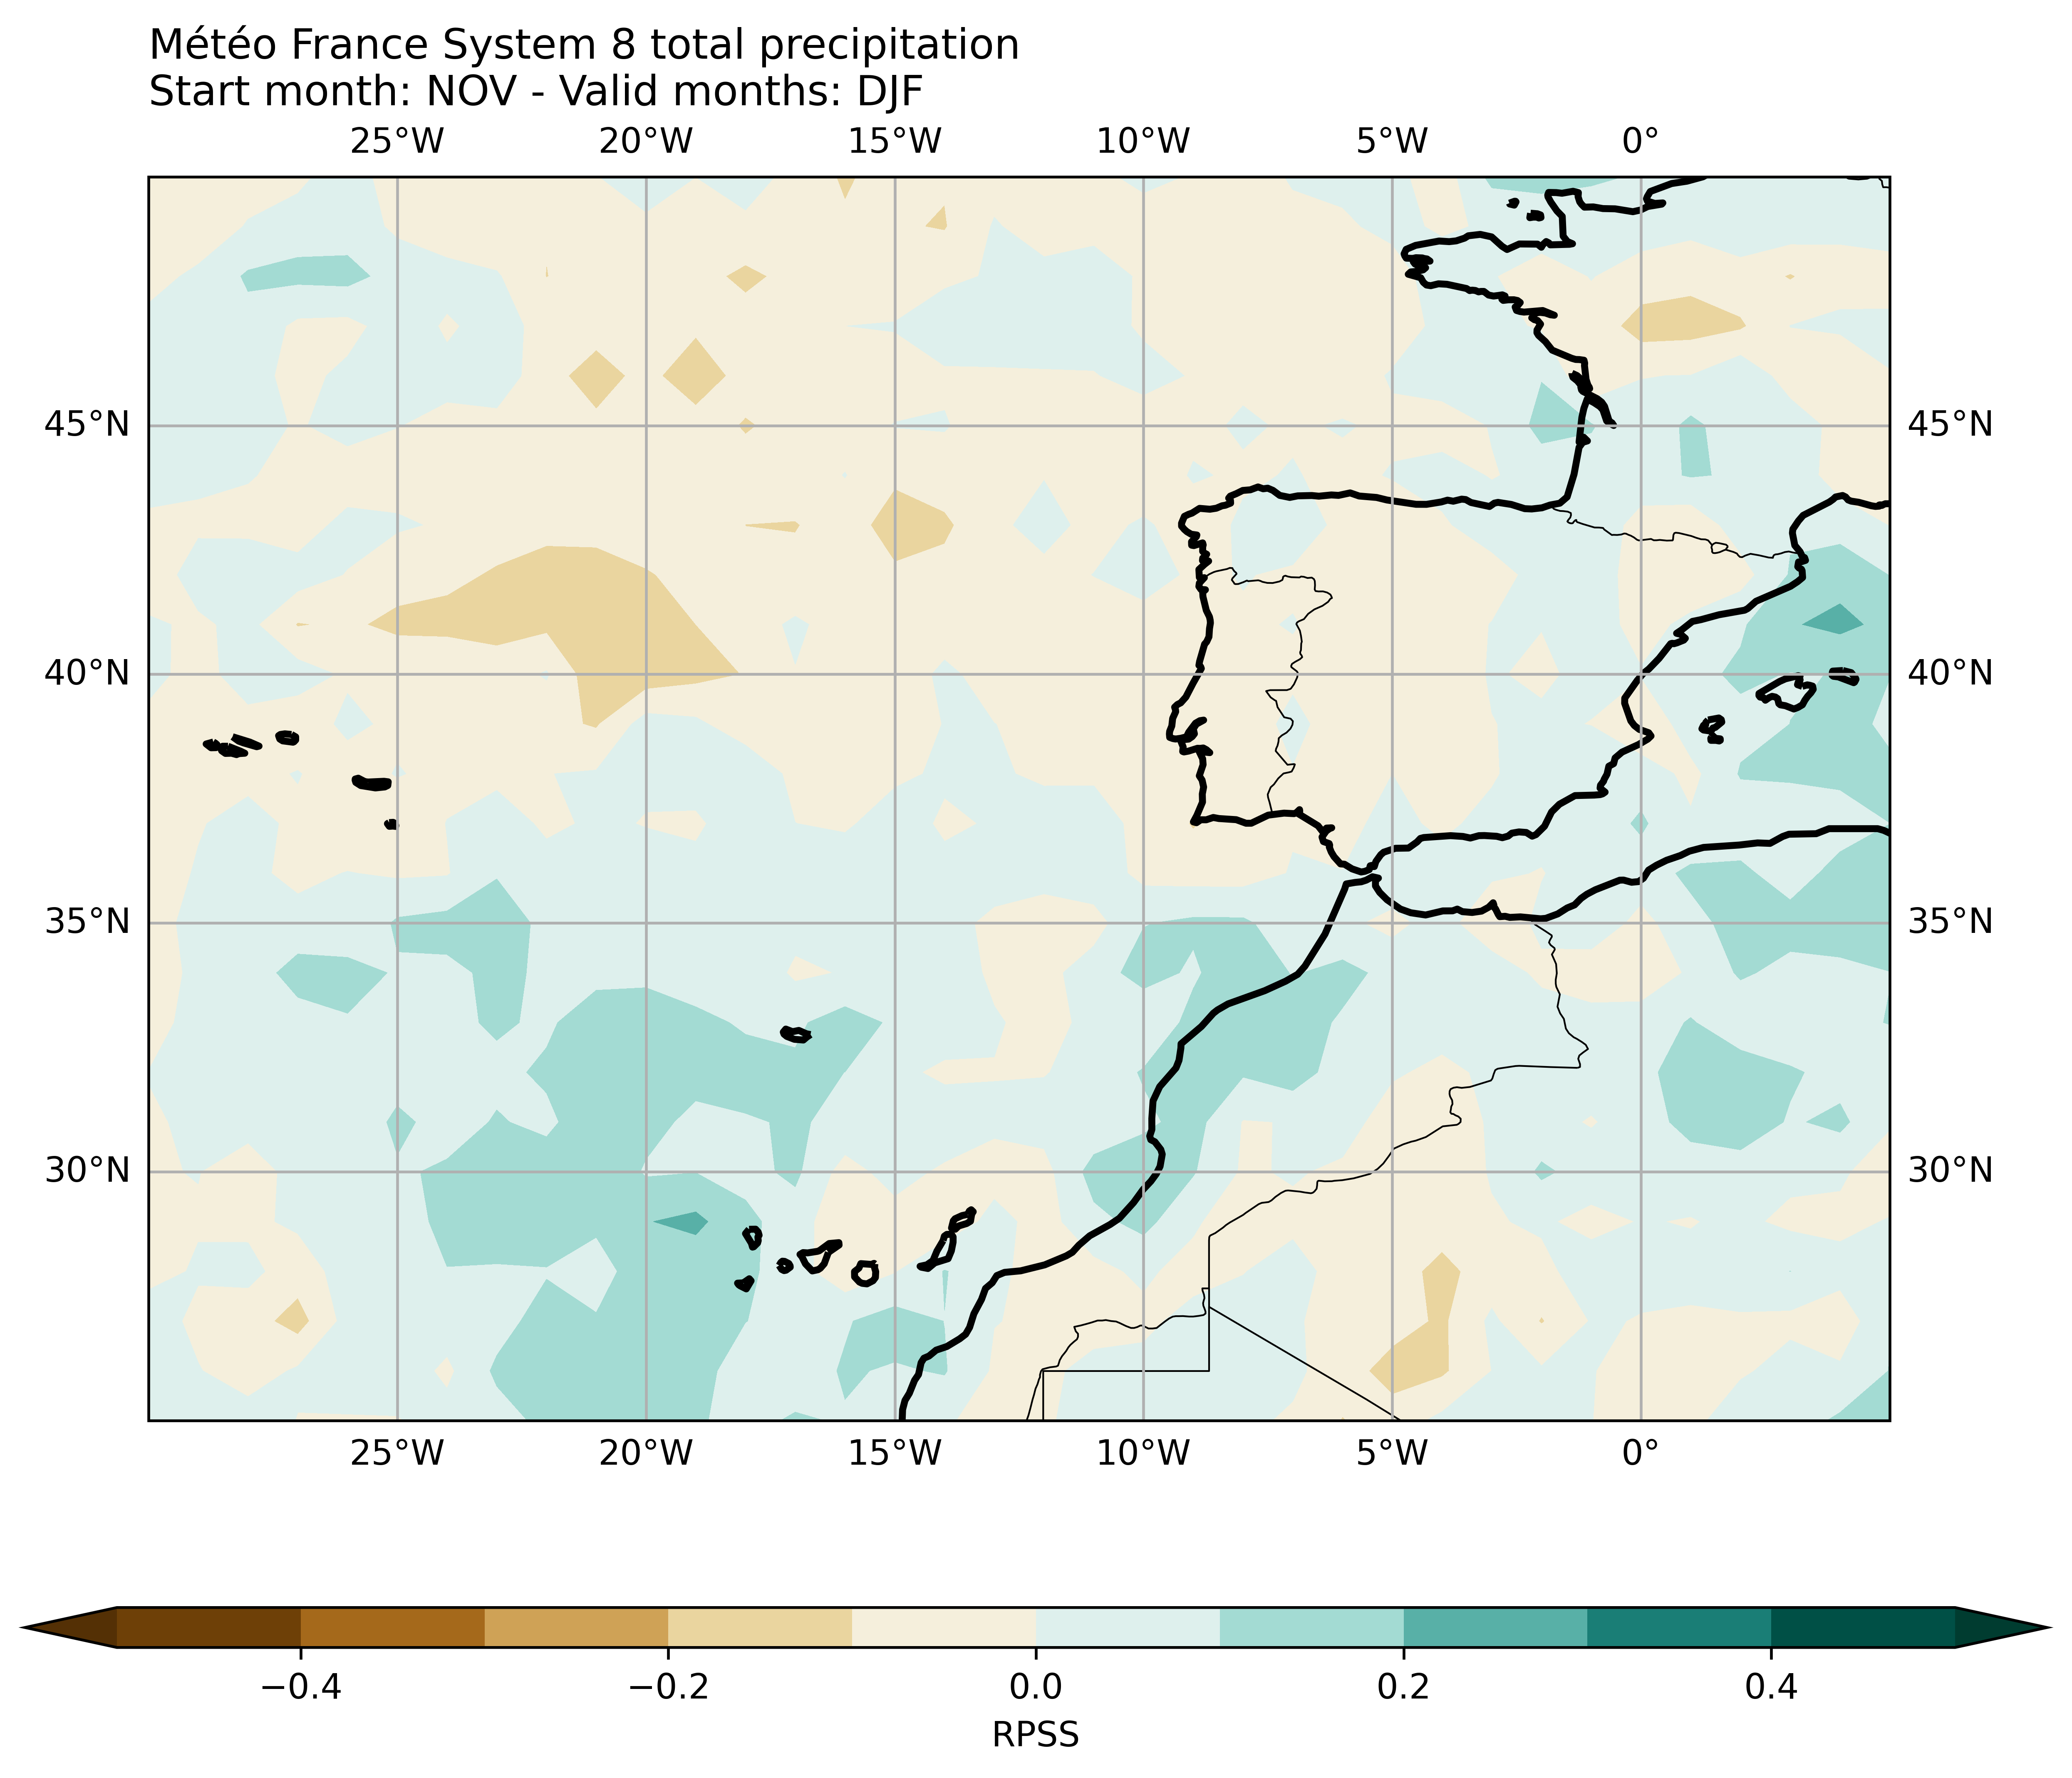 Météo France System 8 total precipitation
Start month: NOV - Valid months: DJF
25°W 20°W 15°W 10°W 5°W 0°
45°N 45°N
40°N 40°N
35°N 35°N
30°N 30°N
25°W 20°W 15°W 10°W 5°W 0°
−0.4 −0.2 0.0 0.2 0.4
RPSS